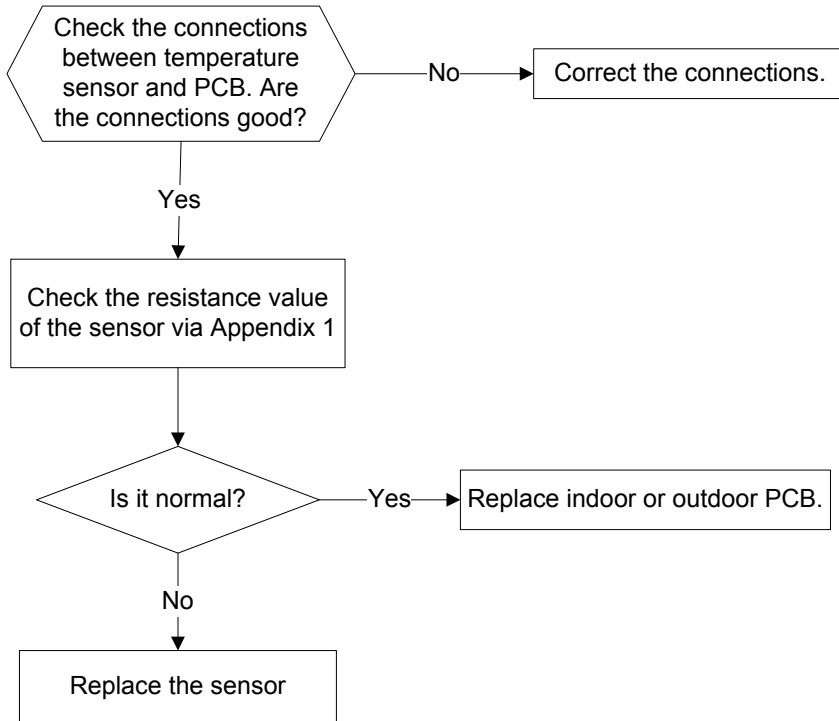 Check the connections
between temperature
sensor and PCB. Are
the connections good?
No
Correct the connections.
Yes
Check the resistance value
of the sensor via Appendix 1
Is it normal?
Yes
Replace indoor or outdoor PCB.
No
Replace the sensor